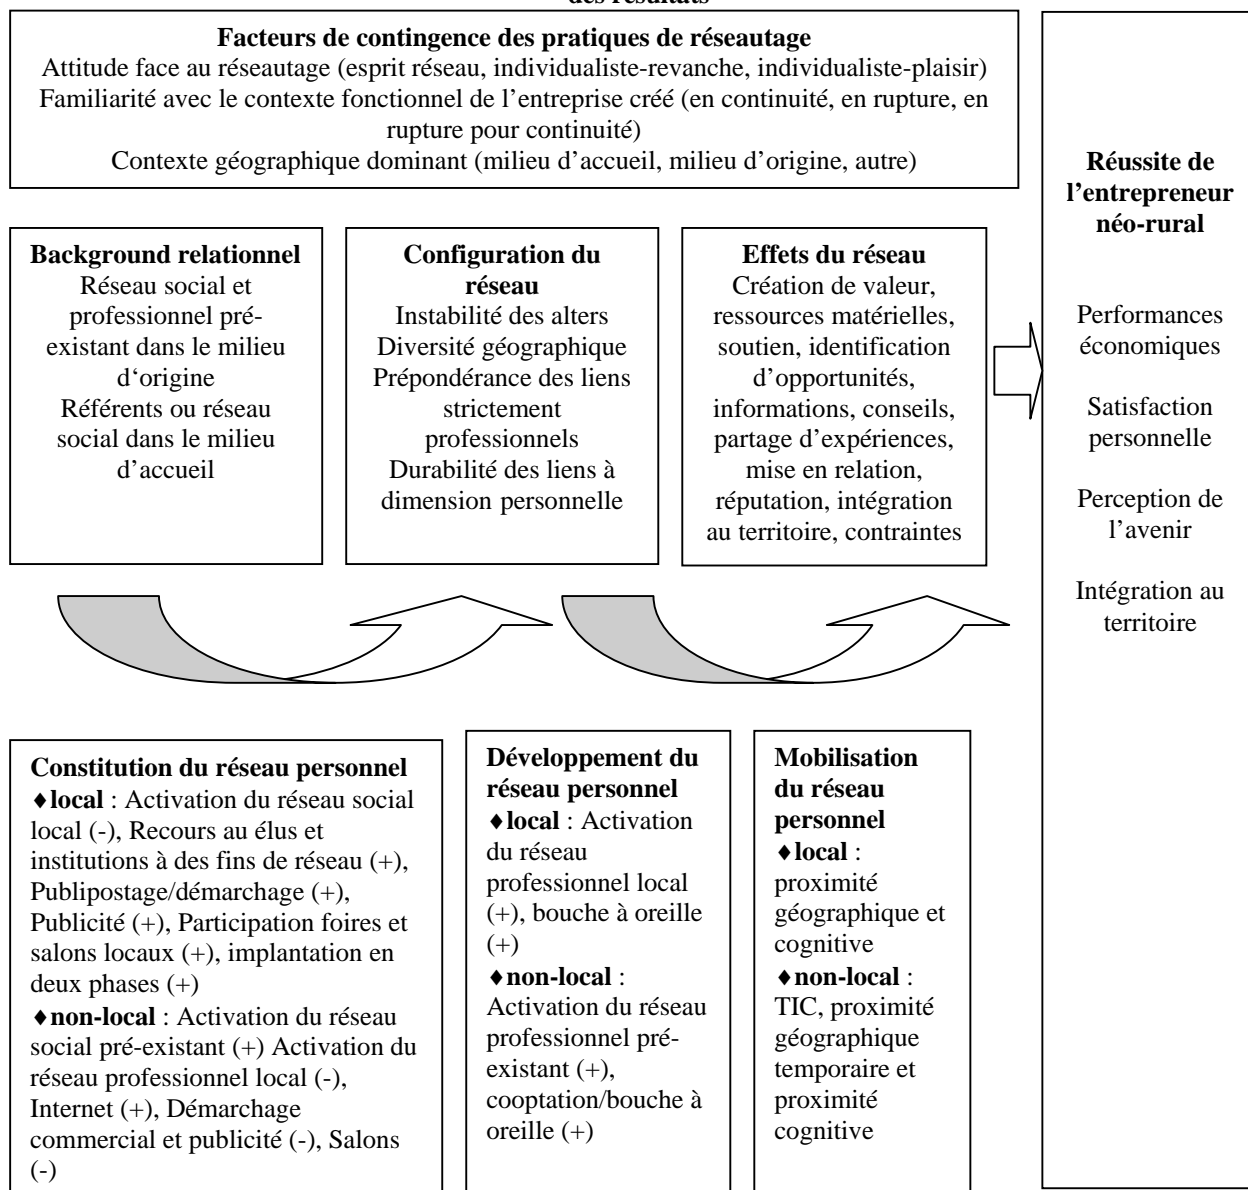 des résultats
Facteurs de contingence des pratiques de réseautage
Attitude face au réseautage (esprit réseau, individualiste-revanche, individualiste-plaisir)
Familiarité avec le contexte fonctionnel de l'entreprise créé (en continuité, en rupture, en
rupture pour continuité)
Contexte géographique dominant (milieu d'accueil, milieu d'origine, autre)
Background relationnel
Réseau social et
professionnel pré-
existant dans le milieu
d'origine
Référents ou réseau
social dans le milieu
d'accueil
Configuration du
réseau
Instabilité des alters
Diversité géographique
Prépondérance des liens
strictement
professionnels
Durabilité des liens à
dimension personnelle
Effets du réseau
Création de valeur,
ressources matérielles,
soutien, identification
d'opportunités,
informations, conseils,
partage d'expériences,
mise en relation,
réputation, intégration
au territoire, contraintes
Réussite de
l'entrepreneur
néo-rural
Performances
économiques
Satisfaction
personnelle
Perception de
l'avenir
Intégration au
territoire
Constitution du réseau personnel
♦local : Activation du réseau social
local (-), Recours au élus et
institutions à des fins de réseau (+),
Publipostage/démarchage (+),
Publicité (+), Participation foires et
salons locaux (+), implantation en
deux phases (+)
♦non-local : Activation du réseau
social pré-existant (+) Activation du
réseau professionnel local (-),
Internet (+), Démarchage
commercial et publicité (-), Salons
(-)
Développement du
réseau personnel
♦local : Activation
du réseau
professionnel local
(+), bouche à oreille
(+)
♦non-local :
Activation du réseau
professionnel pré-
existant (+),
cooptation/bouche à
oreille (+)
Mobilisation
du réseau
personnel
♦local :
proximité
géographique et
cognitive
♦non-local :
TIC, proximité
géographique
temporaire et
proximité
cognitive